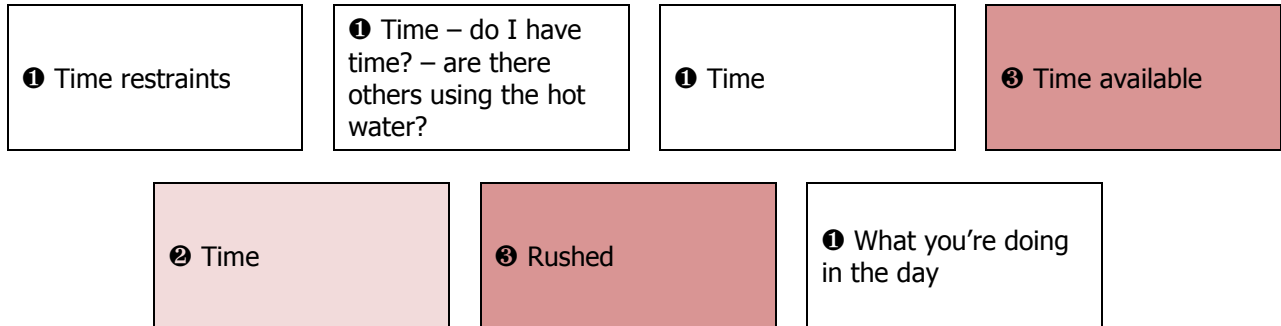 ❶ Time restraints
❶ Time – do I have
time? – are there
others using the hot
water?
❶ Time
❸ Time available
❷ Time
❸ Rushed
❶ What you’re doing
in the day